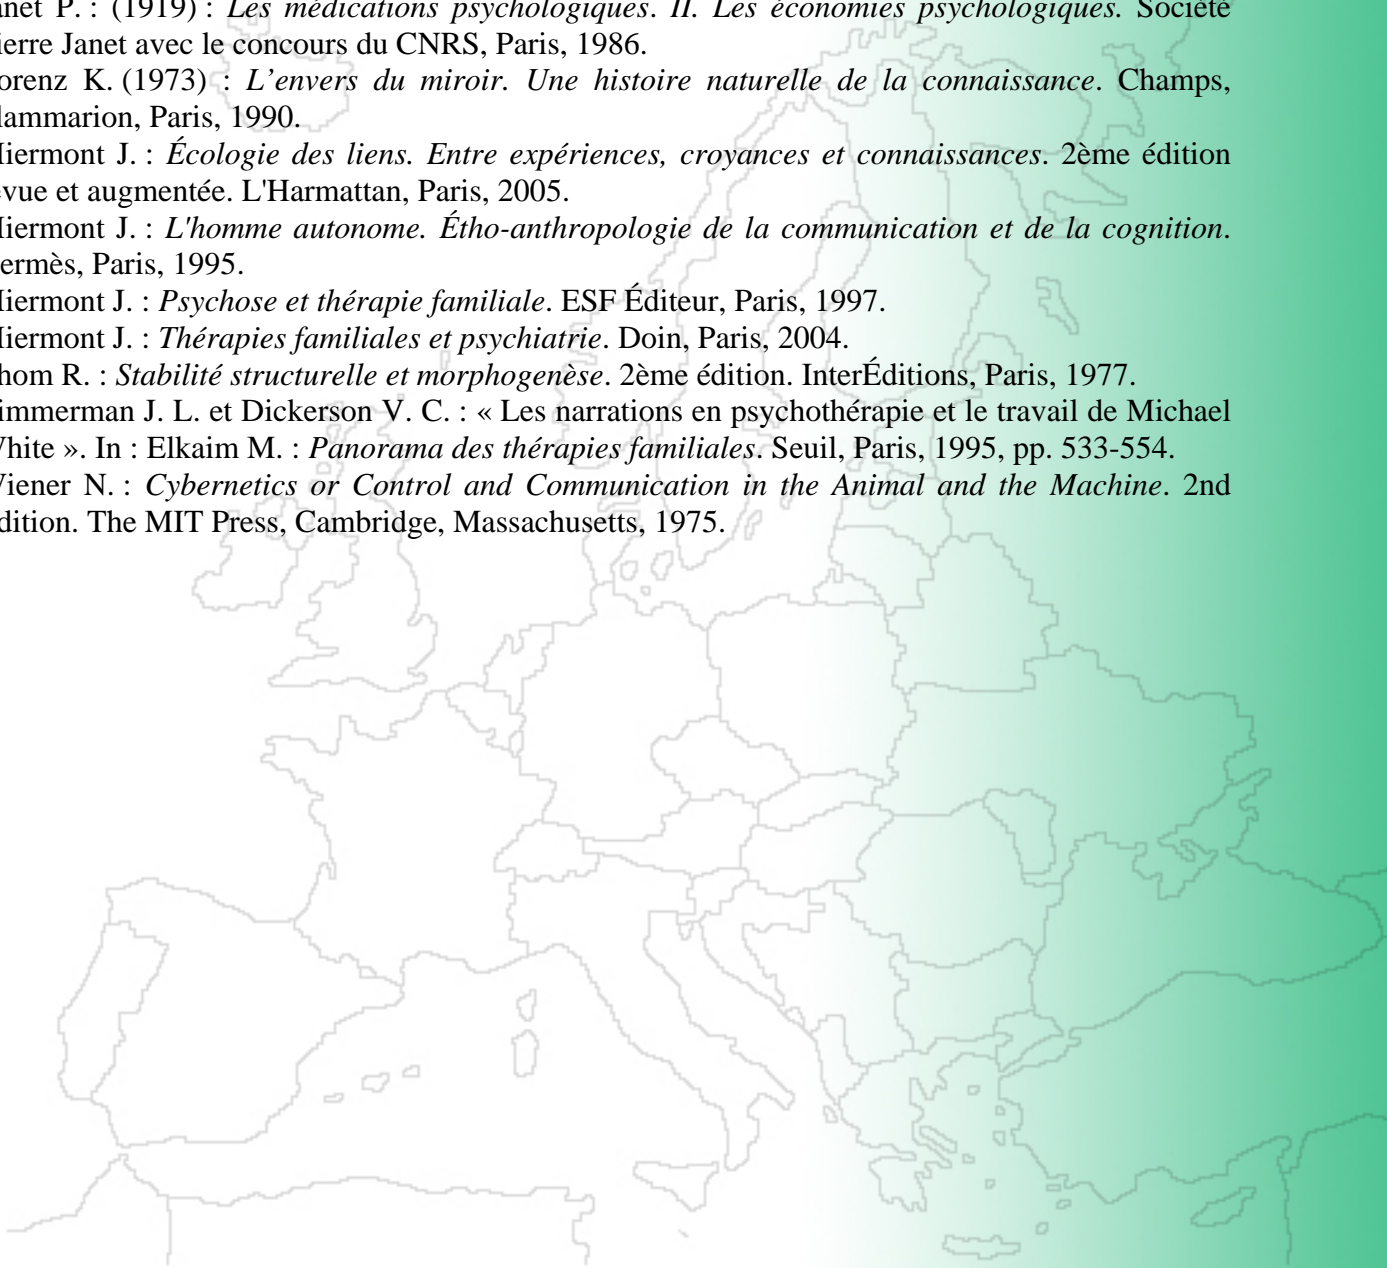 anet P. : (1919) : Les médications psychologiques. II. Les économies psychologiques. Société
ierre Janet avec le concours du CNRS, Paris, 1986.
orenz K. (1973) : L’envers du miroir. Une histoire naturelle de la connaissance. Champs,
lammarion, Paris, 1990.
iermont J. : Écologie des liens. Entre expériences, croyances et connaissances. 2ème édition
evue et augmentée. L'Harmattan, Paris, 2005.
iermont J. : L'homme autonome. Étho-anthropologie de la communication et de la cognition.
ermès, Paris, 1995.
iermont J. : Psychose et thérapie familiale. ESF Éditeur, Paris, 1997.
iermont J. : Thérapies familiales et psychiatrie. Doin, Paris, 2004.
hom R. : Stabilité structurelle et morphogenèse. 2ème édition. InterÉditions, Paris, 1977.
immerman J. L. et Dickerson V. C. : « Les narrations en psychothérapie et le travail de Michael
White ». In : Elkaim M. : Panorama des thérapies familiales. Seuil, Paris, 1995, pp. 533-554.
Wiener N. : Cybernetics or Control and Communication in the Animal and the Machine. 2nd
dition. The MIT Press, Cambridge, Massachusetts, 1975.